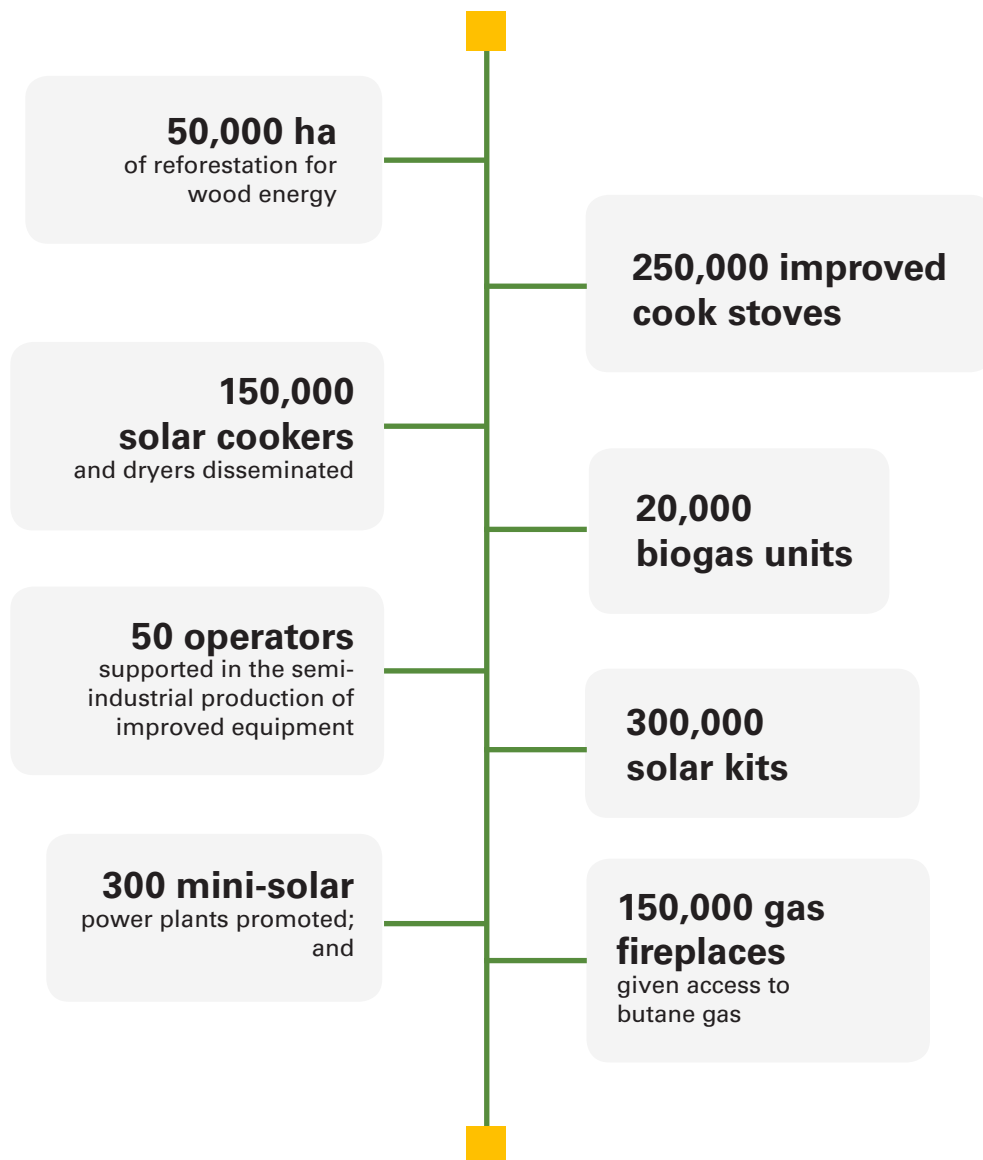 50,000 ha
of reforestation for
wood energy
250,000 improved
cook stoves
150,000
solar cookers
and dryers disseminated
20,000
biogas units
50 operators
supported in the semi-
industrial production of
improved equipment
300,000
solar kits
300 mini-solar
power plants promoted;
and
150,000 gas
fireplaces
given access to
butane gas